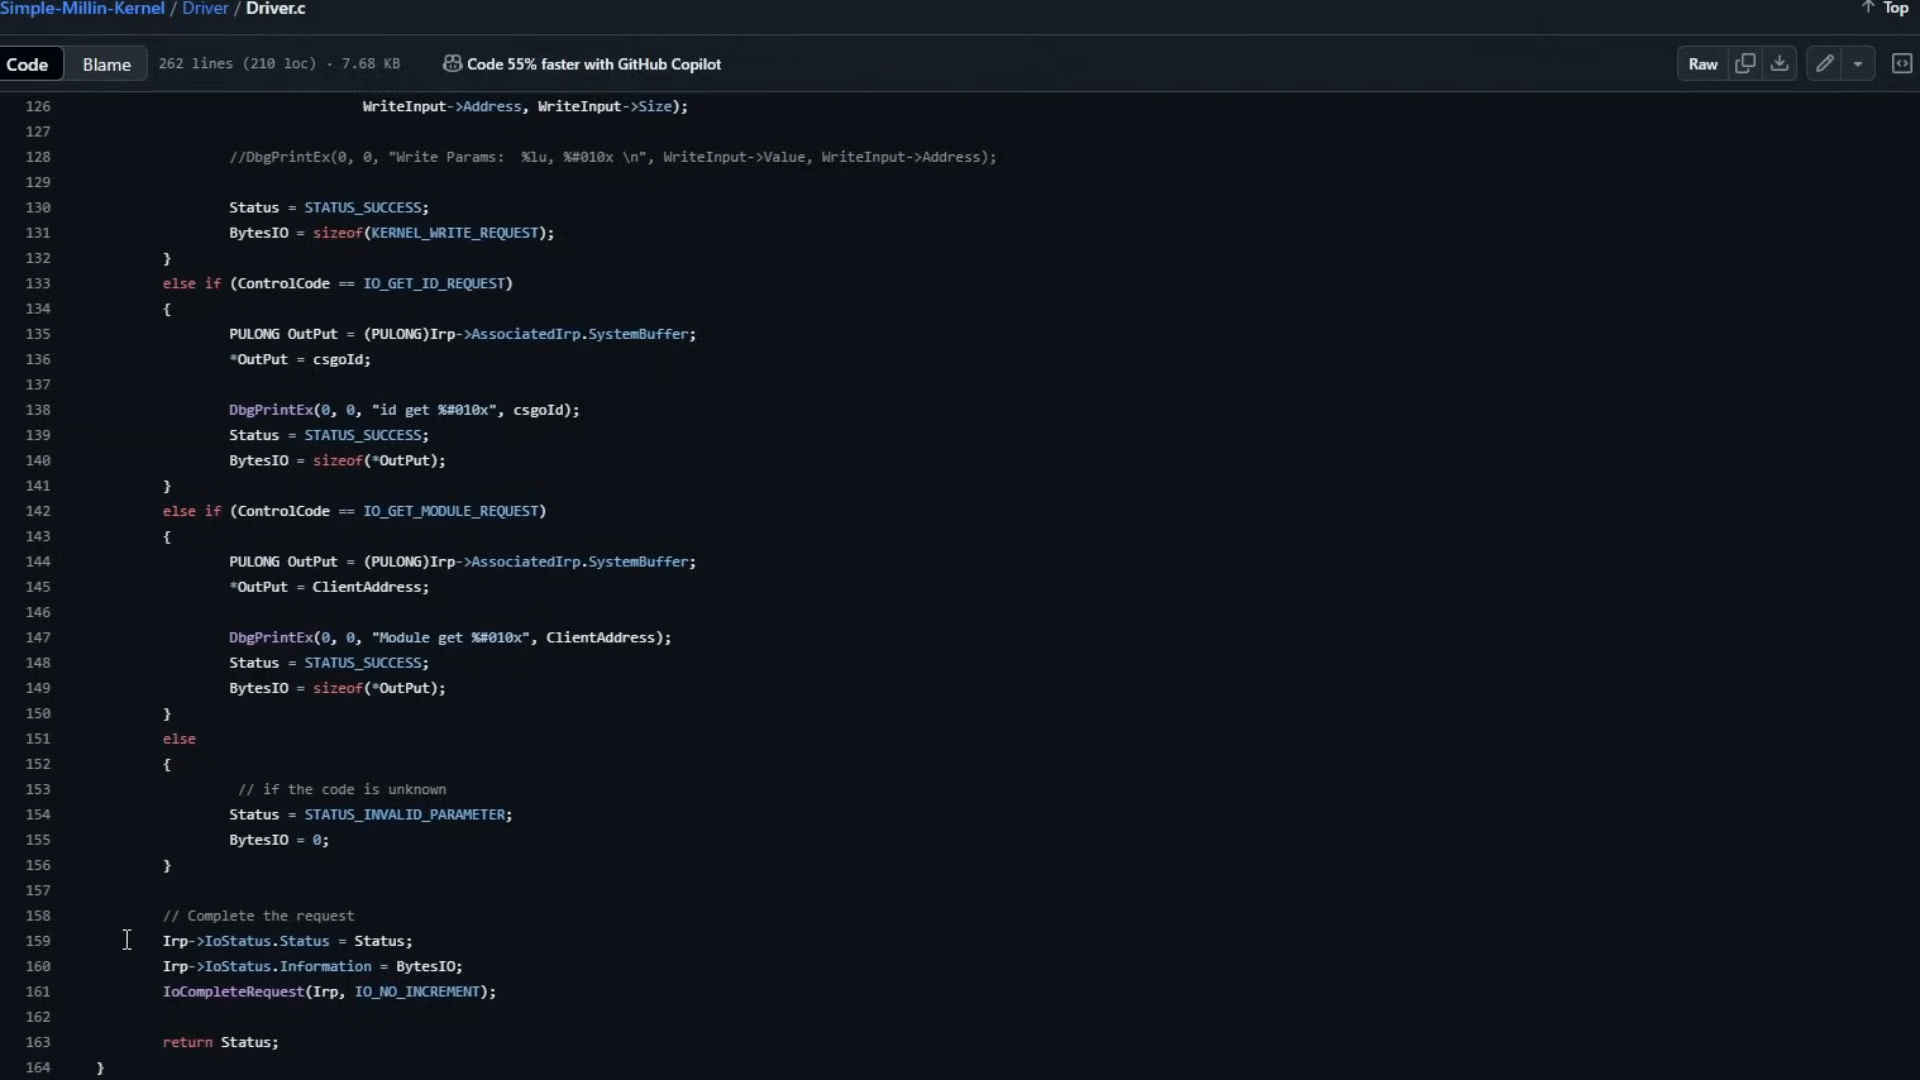 Simple-Millin-Kernel / Driver / Driver.c
↑ Top
Code Blame 262 lines (210 loc) · 7.68 KB Code 55% faster with GitHub Copilot Raw
126 WriteInput->Address, WriteInput->Size);
127
128 //DbgPrintEx(0, 0, "Write Params:  %lu, %#010x \n", WriteInput->Value, WriteInput->Address);
129
130 Status = STATUS_SUCCESS;
131 BytesIO = sizeof(KERNEL_WRITE_REQUEST);
132 }
133 else if (ControlCode == IO_GET_ID_REQUEST)
134 {
135 PULONG OutPut = (PULONG)Irp->AssociatedIrp.SystemBuffer;
136 *OutPut = csgoId;
137
138 DbgPrintEx(0, 0, "id get %#010x", csgoId);
139 Status = STATUS_SUCCESS;
140 BytesIO = sizeof(*OutPut);
141 }
142 else if (ControlCode == IO_GET_MODULE_REQUEST)
143 {
144 PULONG OutPut = (PULONG)Irp->AssociatedIrp.SystemBuffer;
145 *OutPut = ClientAddress;
146
147 DbgPrintEx(0, 0, "Module get %#010x", ClientAddress);
148 Status = STATUS_SUCCESS;
149 BytesIO = sizeof(*OutPut);
150 }
151 else
152 {
153 // if the code is unknown
154 Status = STATUS_INVALID_PARAMETER;
155 BytesIO = 0;
156 }
157
158 // Complete the request
159 Irp->IoStatus.Status = Status;
160 Irp->IoStatus.Information = BytesIO;
161 IoCompleteRequest(Irp, IO_NO_INCREMENT);
162
163 return Status;
164 }